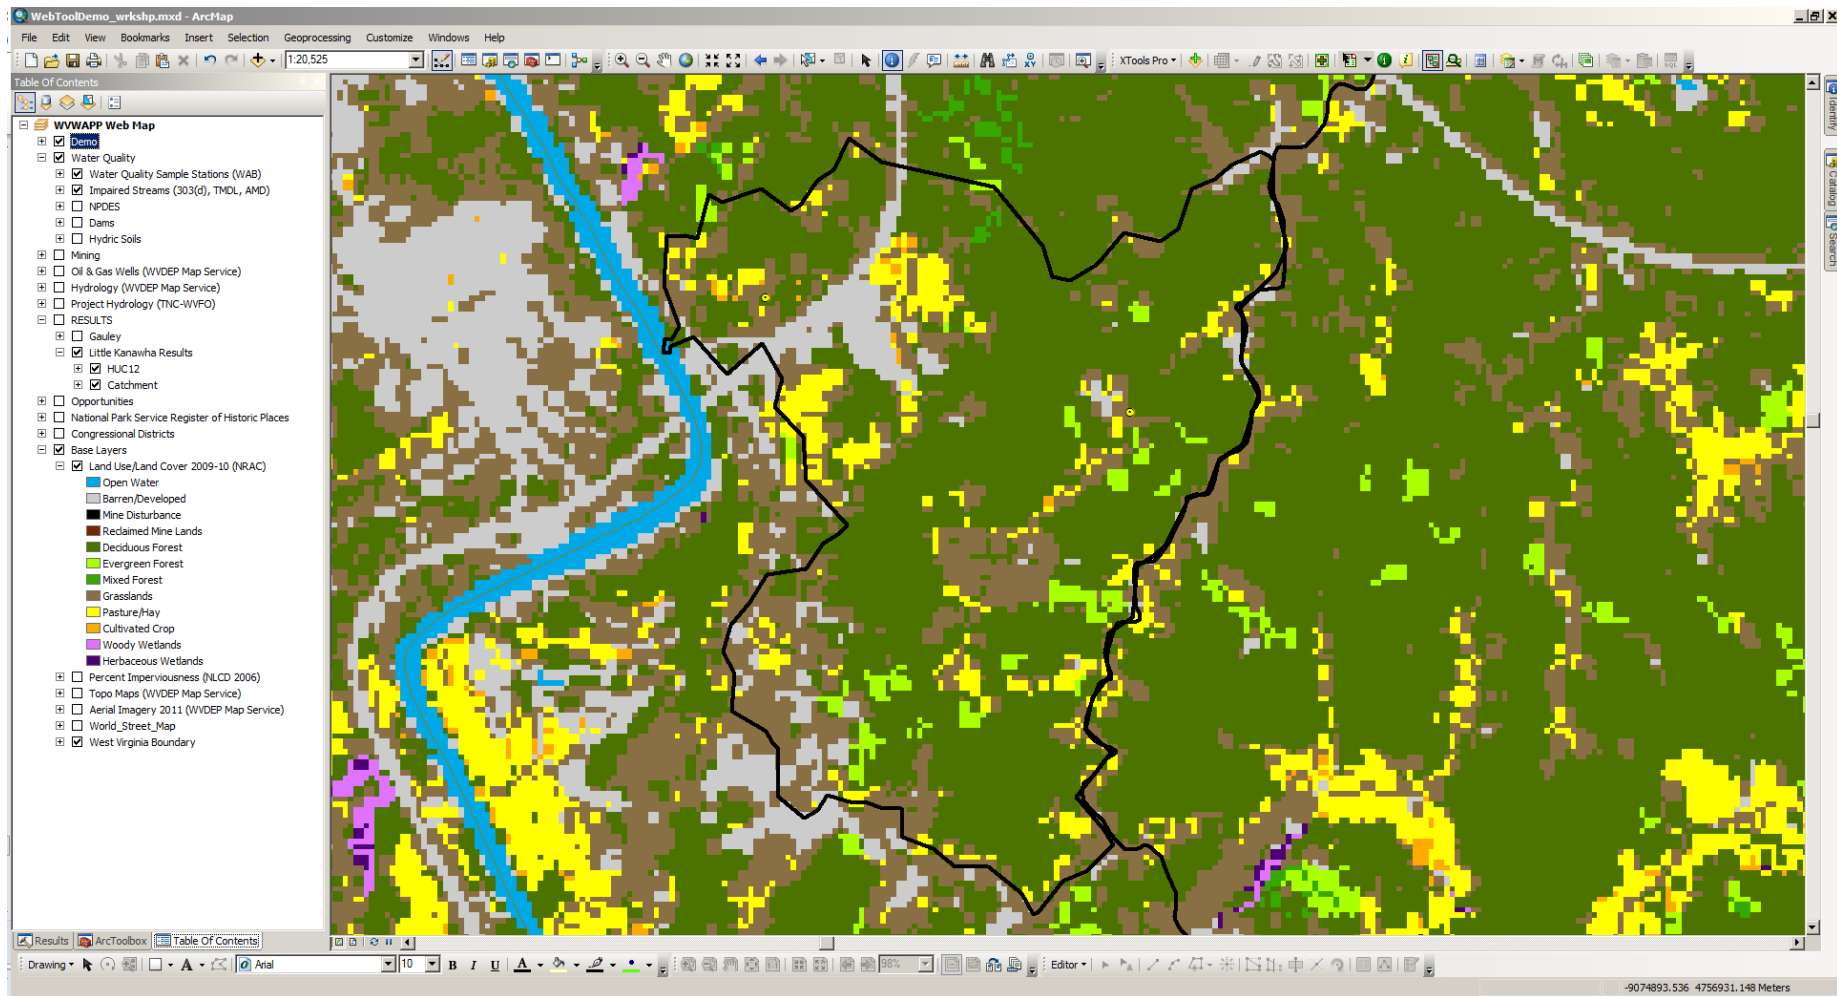 WebToolDemo_wrkshp.mxd - ArcMap
File Edit View Bookmarks Insert Selection Geoprocessing Customize Windows Help
1:20,525
XTools Pro
Table Of Contents
WVWAPP Web Map
Demo
Water Quality
Water Quality Sample Stations (WAB)
Impaired Streams (303(d), TMDL, AMD)
NPDES
Dams
Hydric Soils
Mining
Oil & Gas Wells (WVDEP Map Service)
Hydrology (WVDEP Map Service)
Project Hydrology (TNC-WVFO)
RESULTS
Gauley
Little Kanawha Results
HUC12
Catchment
Opportunities
National Park Service Register of Historic Places
Congressional Districts
Base Layers
Land Use/Land Cover 2009-10 (NRAC)
Open Water
Barren/Developed
Mine Disturbance
Reclaimed Mine Lands
Deciduous Forest
Evergreen Forest
Mixed Forest
Grasslands
Pasture/Hay
Cultivated Crop
Woody Wetlands
Herbaceous Wetlands
Percent Imperviousness (NLCD 2006)
Topo Maps (WVDEP Map Service)
Aerial Imagery 2011 (WVDEP Map Service)
World_Street_Map
West Virginia Boundary
Identify
Catalog
Search
Results ArcToolbox Table Of Contents
Drawing Arial 10 B I U A 98% Editor
-9074893.536 4756931.148 Meters